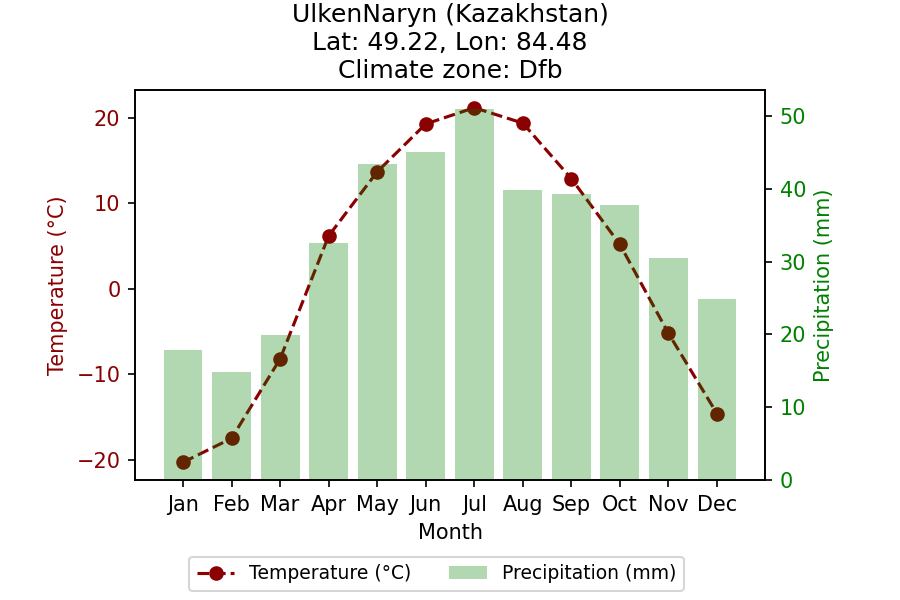 UlkenNaryn (Kazakhstan)
Lat: 49.22, Lon: 84.48
Climate zone: Dfb
20
10
0
−10
−20
Temperature (°C)
50
40
30
20
10
0
Precipitation (mm)
Jan Feb Mar Apr May Jun Jul Aug Sep Oct Nov Dec
Month
Temperature (°C) Precipitation (mm)